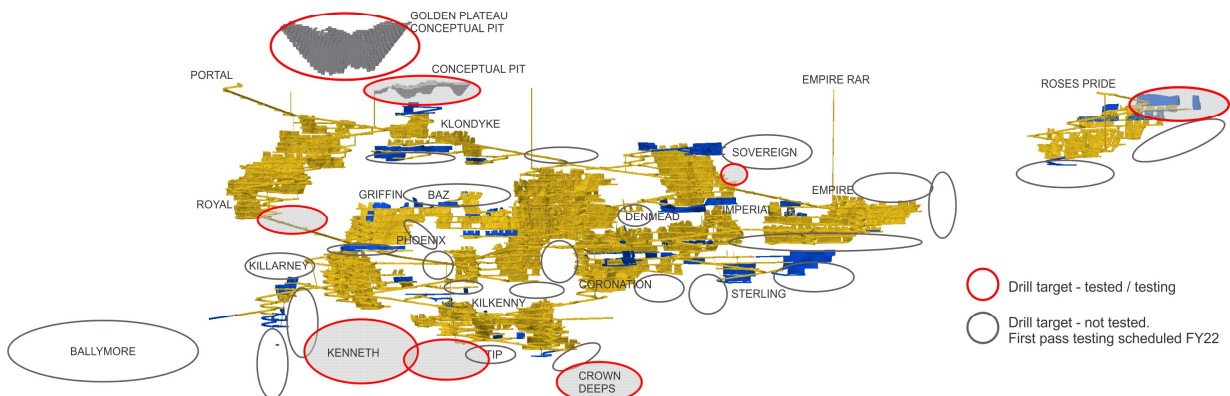 GOLDEN PLATEAU
CONCEPTUAL PIT
PORTAL
CONCEPTUAL PIT
EMPIRE RAR
ROSES PRIDE
KLONDYKE
SOVEREIGN
GRIFFIN
BAZ
EMPIRE
ROYAL
DENMEAD
IMPERIAL
PHOENIX
KILLARNEY
CORONATION
STERLING
Drill target - tested / testing
KILKENNY
Drill target - not tested.
First pass testing scheduled FY22
BALLYMORE
KENNETH
TIP
CROWN
DEEPS